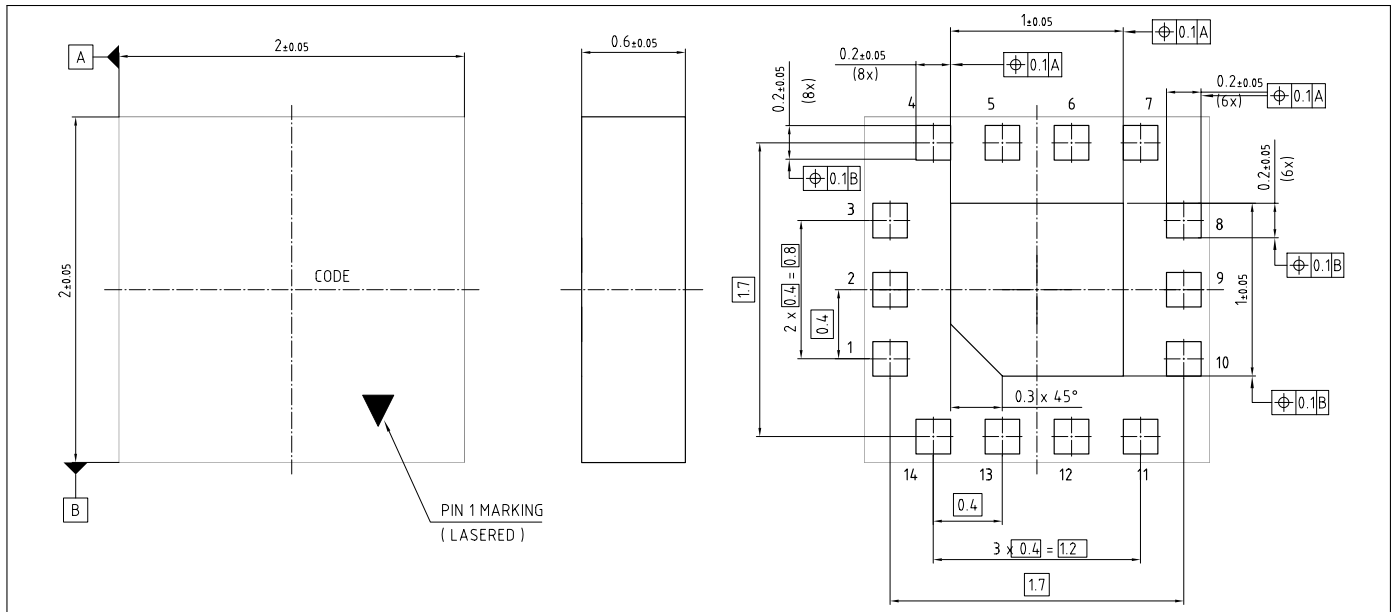 A
2±0.05
2±0.05
CODE
B
PIN 1 MARKING
( LASERED )
0.6±0.05
1±0.05
0.1 A
0.2±0.05
(8x)
0.1 A
0.2±0.05
(8x)
0.1 B
0.2±0.05
(6x)
0.1 A
0.2±0.05
(6x)
0.1 B
4 5 6 7
3 8
2 9
1 10
14 13 12 11
1.7
2 x 0.4 = 0.8
0.4
1±0.05
0.1 B
0.3 x 45°
0.4
3 x 0.4 = 1.2
1.7